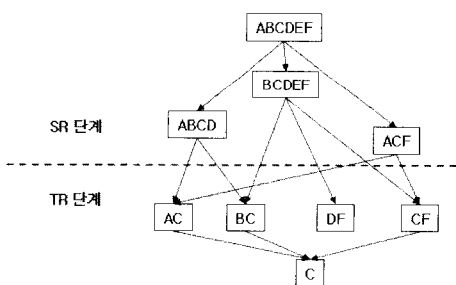 ABCDEF
BCDEF
ABCD
SR 단계
ACF
TR 단계
AC
BC
DF
CF
C